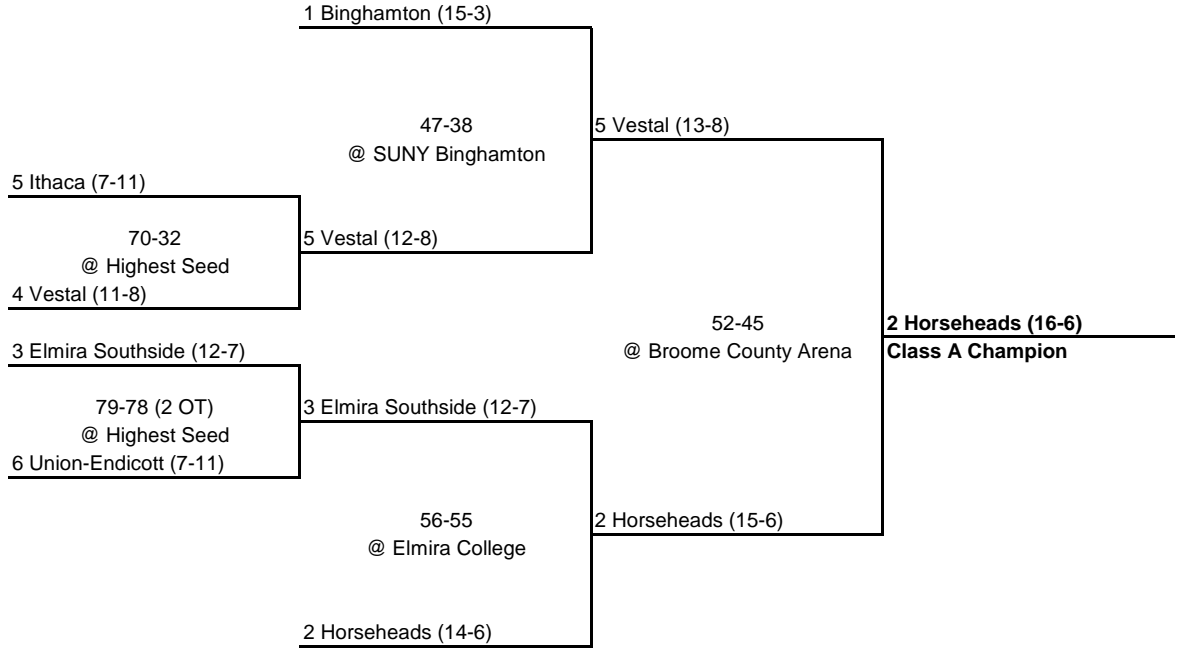 1 Binghamton (15-3)
47-38
@ SUNY Binghamton
5 Vestal (13-8)
5 Ithaca (7-11)
70-32
@ Highest Seed
5 Vestal (12-8)
4 Vestal (11-8)
52-45
@ Broome County Arena
2 Horseheads (16-6)
Class A Champion
3 Elmira Southside (12-7)
79-78 (2 OT)
@ Highest Seed
3 Elmira Southside (12-7)
6 Union-Endicott (7-11)
56-55
@ Elmira College
2 Horseheads (15-6)
2 Horseheads (14-6)